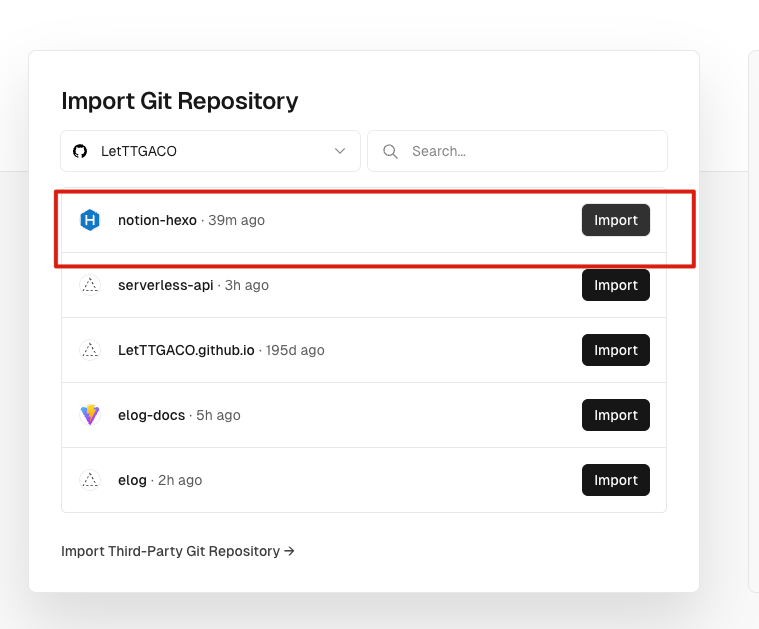 Import Git Repository
LetTTGACO
Search...
notion-hexo · 39m ago
Import
serverless-api · 3h ago
Import
LetTTGACO.github.io · 195d ago
Import
elog-docs · 5h ago
Import
elog · 2h ago
Import
Import Third-Party Git Repository →